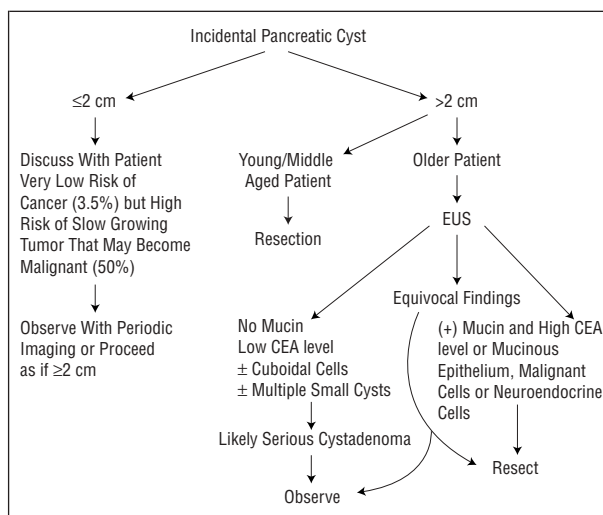 Incidental Pancreatic Cyst
≤2 cm
>2 cm
Discuss With Patient
Very Low Risk of
Cancer (3.5%) but High
Risk of Slow Growing
Tumor That May Become
Malignant (50%)
Observe With Periodic
Imaging or Proceed
as if ≥2 cm
Young/Middle
Aged Patient
Resection
Older Patient
EUS
No Mucin
Low CEA level
± Cuboidal Cells
± Multiple Small Cysts
Likely Serious Cystadenoma
Observe
Equivocal Findings
(+) Mucin and High CEA
level or Mucinous
Epithelium, Malignant
Cells or Neuroendocrine
Cells
Resect